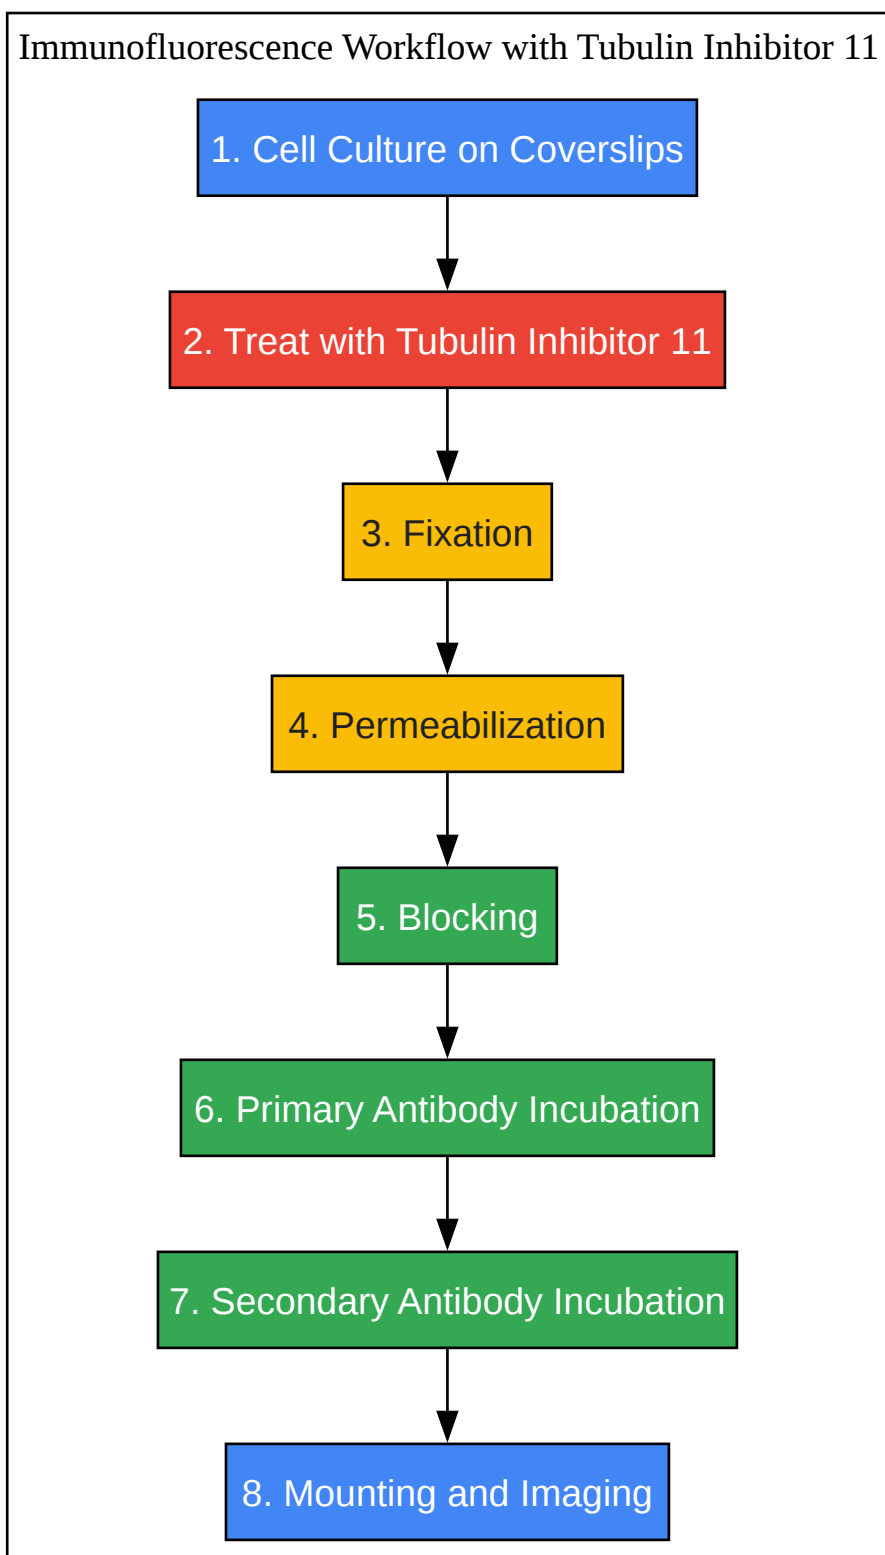 Immunofluorescence Workflow with Tubulin Inhibitor 11
1. Cell Culture on Coverslips
2. Treat with Tubulin Inhibitor 11
3. Fixation
4. Permeabilization
5. Blocking
6. Primary Antibody Incubation
7. Secondary Antibody Incubation
8. Mounting and Imaging